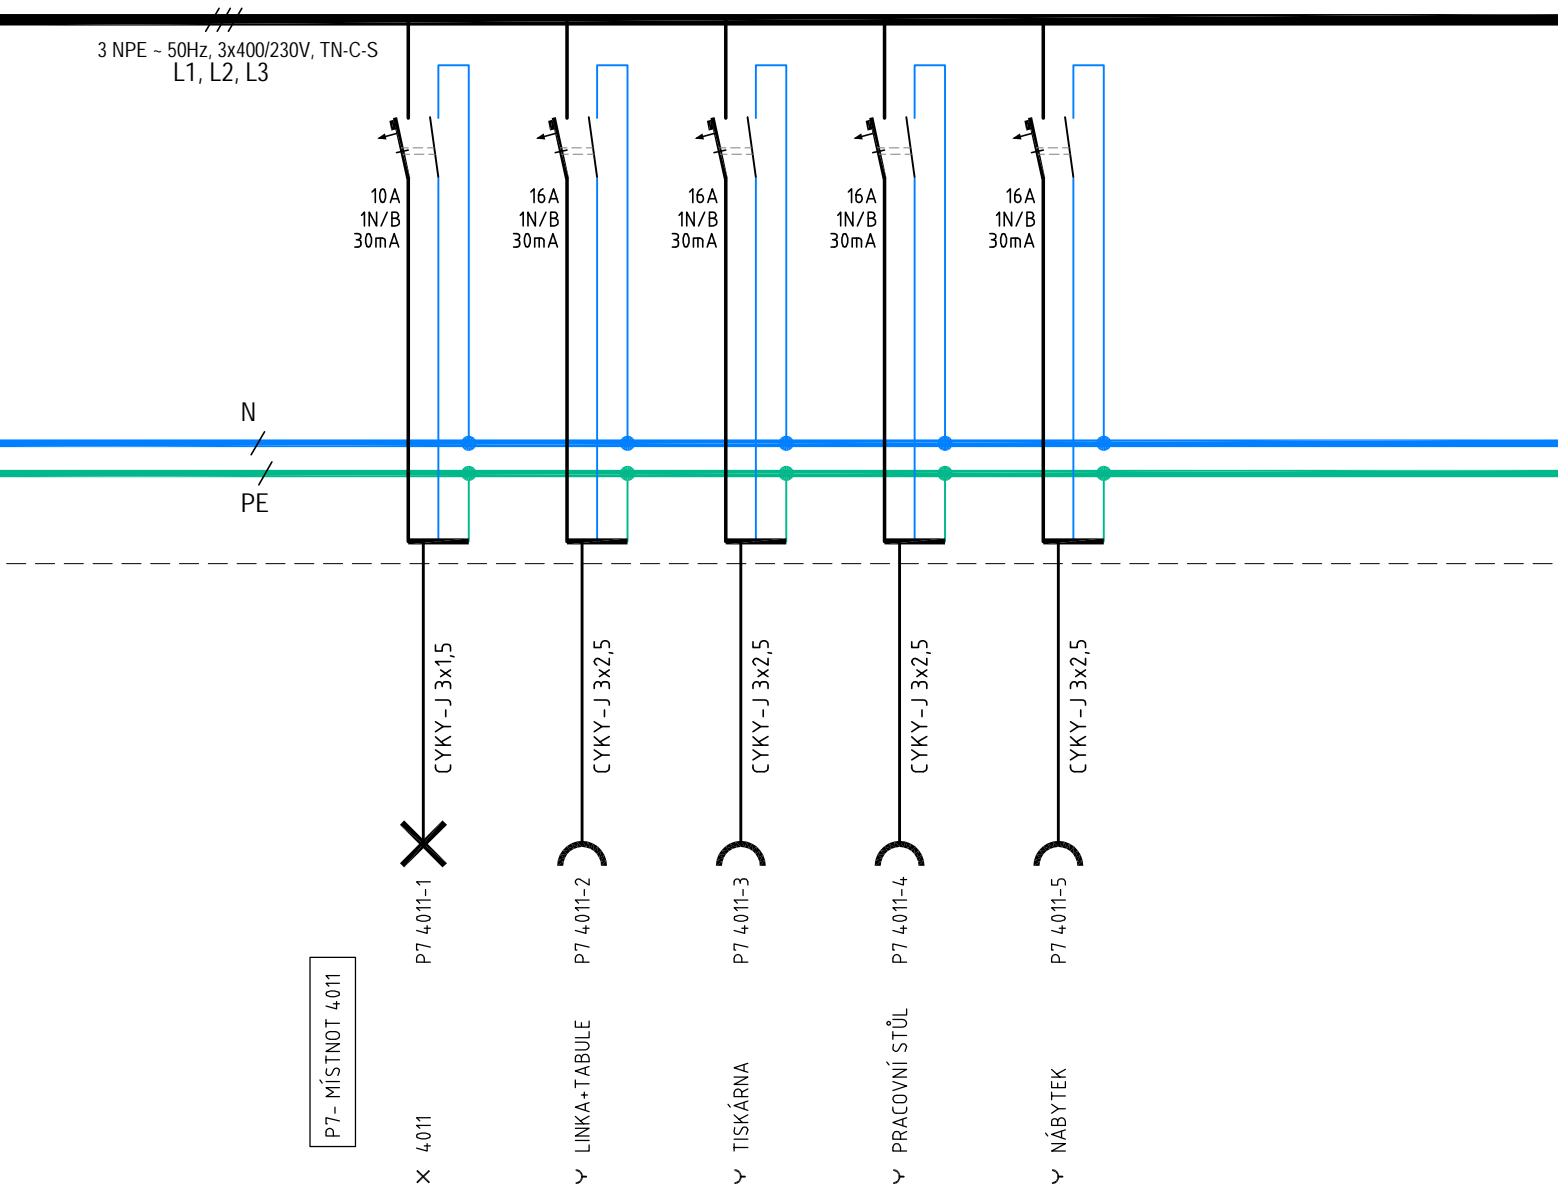 3 NPE ~ 50Hz, 3x400/230V, TN-C-S
L1, L2, L3
10A
1N/B
30mA
16A
1N/B
30mA
16A
1N/B
30mA
16A
1N/B
30mA
16A
1N/B
30mA
N
PE
CYKY-J 3x1,5
CYKY-J 3x2,5
CYKY-J 3x2,5
CYKY-J 3x2,5
CYKY-J 3x2,5
P7 4011-1
P7 4011-2
P7 4011-3
P7 4011-4
P7 4011-5
P7- MÍSTNOT 4011
4011
LINKA+TABULE
TISKÁRNA
PRACOVNÍ STŮL
NÁBYTEK